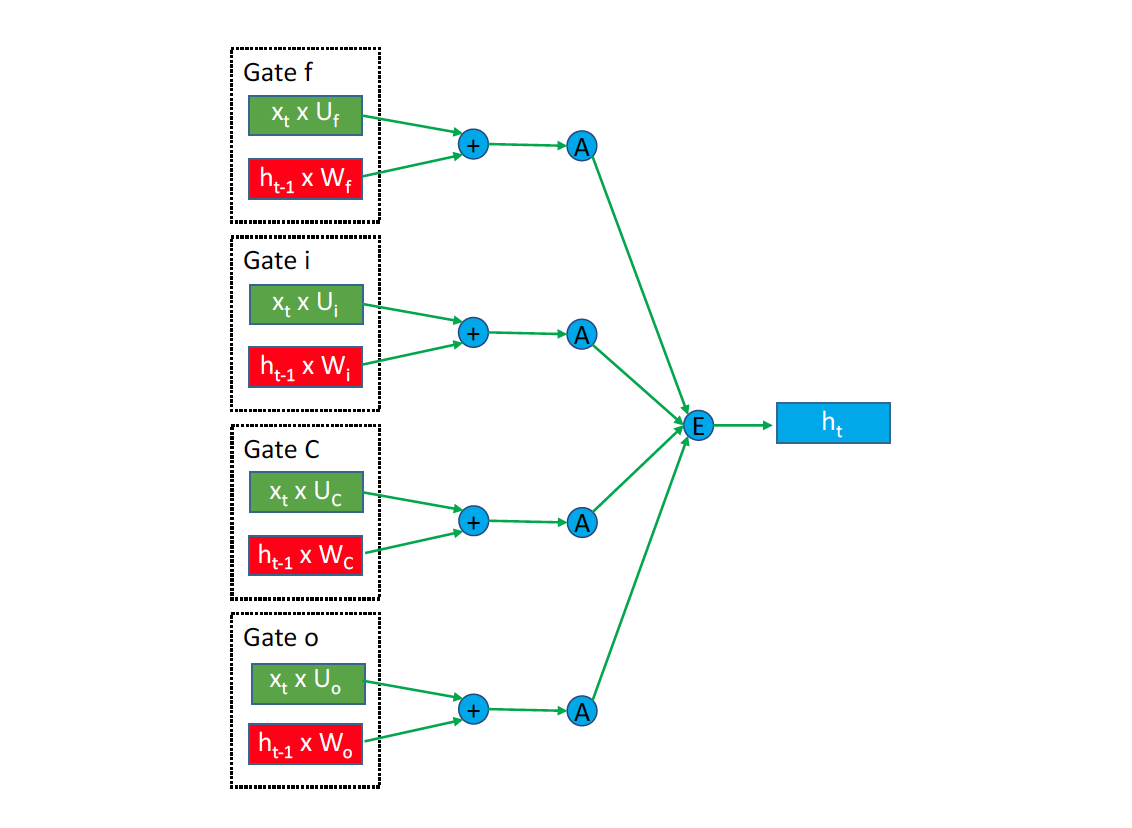 Gate f
xt x Uf
ht-1 x Wf
+
A
Gate i
xt x Ui
ht-1 x Wi
+
A
E
ht
Gate C
xt x UC
ht-1 x WC
+
A
Gate o
xt x Uo
ht-1 x Wo
+
A